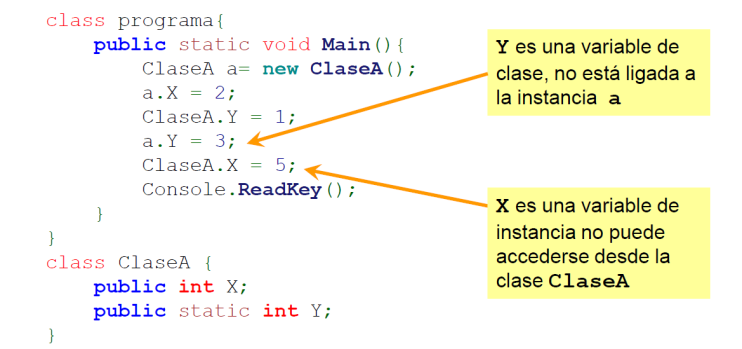 class programa{
    public static void Main(){
        ClaseA a= new ClaseA();
        a.X = 2;
        ClaseA.Y = 1;
        a.Y = 3;
        ClaseA.X = 5;
        Console.ReadKey();
    }
}
class ClaseA {
    public int X;
    public static int Y;
}
Y es una variable de
clase, no está ligada a
la instancia a
X es una variable de
instancia no puede
accederse desde la
clase ClaseA